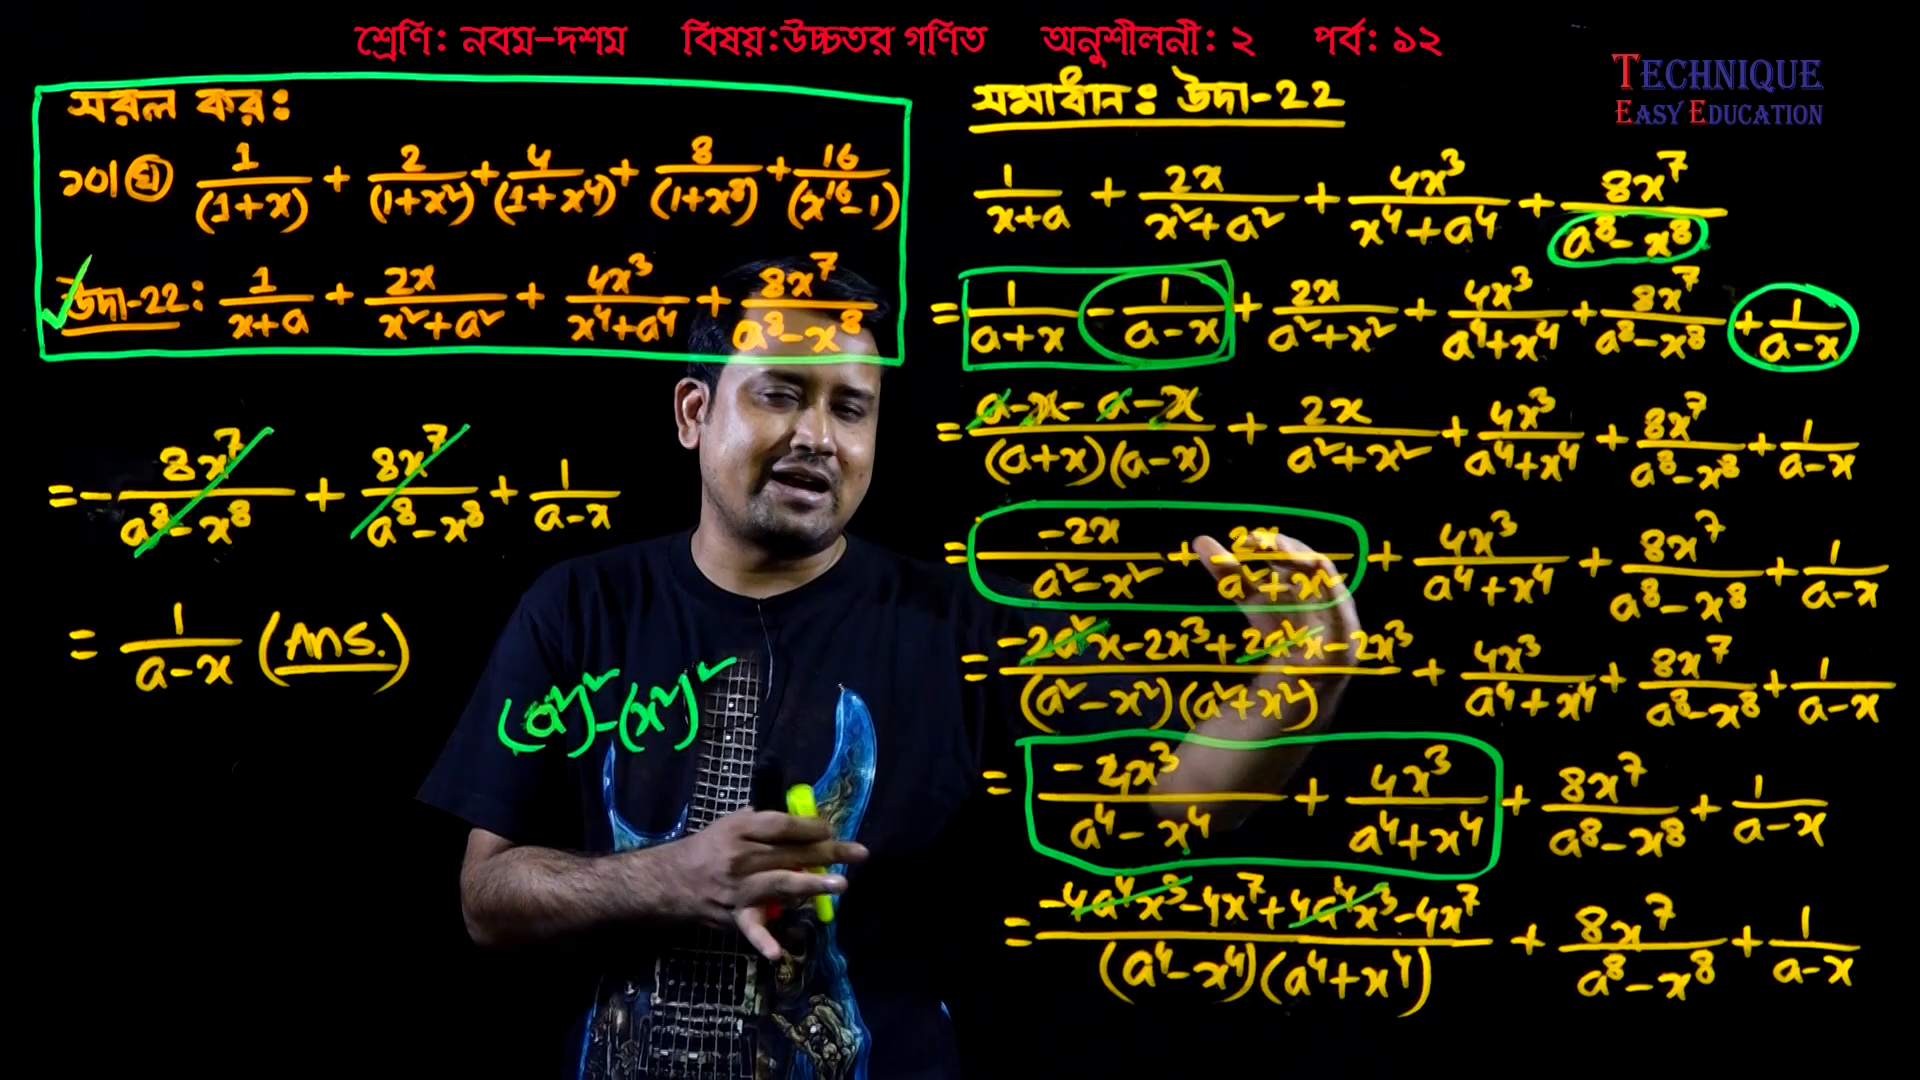 শ্রেণি: নবম-দশম বিষয়:উচ্চতর গণিত অনুশীলনী: ২ পর্ব: ১২
TECHNIQUE
EASY EDUCATION
সরল কর:
১০। (ঘ) 1/(1+x) + 2/(1+x²) + 4/(1+x⁴) + 8/(1+x⁸) + 16/(x¹⁶-1)
উদা-22: 1/(x+a) + 2x/(x²+a²) + 4x³/(x⁴+a⁴) + 8x⁷/(a⁸-x⁸)
= - 8x⁷/(a⁸-x⁸) + 8x⁷/(a⁸-x⁸) + 1/(a-x)
= 1/(a-x) (Ans.)
(a²)²-(x²)²
সমাধান: উদা-22
1/(x+a) + 2x/(x²+a²) + 4x³/(x⁴+a⁴) + 8x⁷/(a⁸-x⁸)
= 1/(a+x) - 1/(a-x) + 2x/(a²+x²) + 4x³/(a⁴+x⁴) + 8x⁷/(a⁸-x⁸) + 1/(a-x)
= (a-x-a-x)/((a+x)(a-x)) + 2x/(a²+x²) + 4x³/(a⁴+x⁴) + 8x⁷/(a⁸-x⁸) + 1/(a-x)
= -2x/(a²-x²) + 2x/(a²+x²) + 4x³/(a⁴+x⁴) + 8x⁷/(a⁸-x⁸) + 1/(a-x)
= (-2a²x-2x³+2a²x-2x³)/((a²-x²)(a²+x²)) + 4x³/(a⁴+x⁴) + 8x⁷/(a⁸-x⁸) + 1/(a-x)
= -4x³/(a⁴-x⁴) + 4x³/(a⁴+x⁴) + 8x⁷/(a⁸-x⁸) + 1/(a-x)
= (-4a⁴x³-4x⁷+4a⁴x³-4x⁷)/((a⁴-x⁴)(a⁴+x⁴)) + 8x⁷/(a⁸-x⁸) + 1/(a-x)